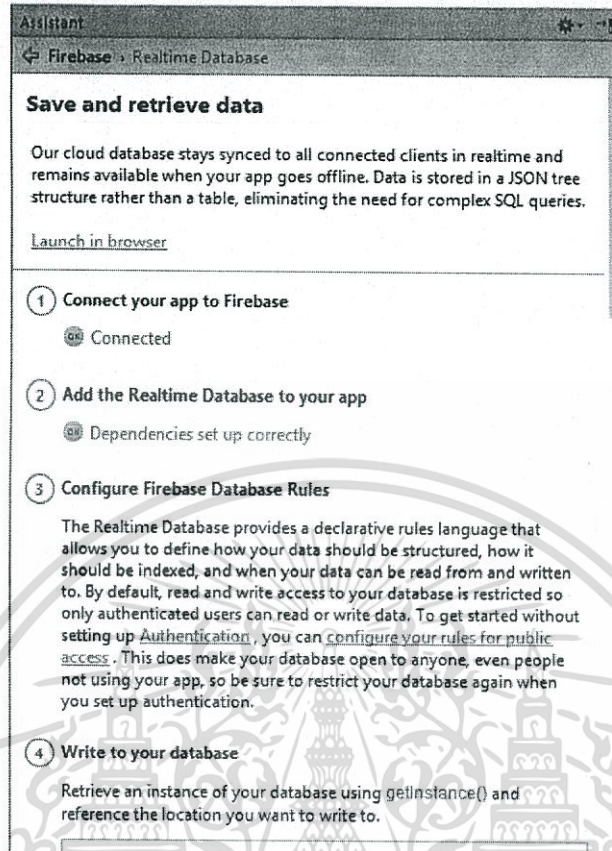 Assistant
Firebase › Realtime Database
Save and retrieve data
Our cloud database stays synced to all connected clients in realtime and
remains available when your app goes offline. Data is stored in a JSON tree
structure rather than a table, eliminating the need for complex SQL queries.
Launch in browser
1 Connect your app to Firebase
OK Connected
2 Add the Realtime Database to your app
OK Dependencies set up correctly
3 Configure Firebase Database Rules
The Realtime Database provides a declarative rules language that
allows you to define how your data should be structured, how it
should be indexed, and when your data can be read from and written
to. By default, read and write access to your database is restricted so
only authenticated users can read or write data. To get started without
setting up Authentication , you can configure your rules for public
access . This does make your database open to anyone, even people
not using your app, so be sure to restrict your database again when
you set up authentication.
4 Write to your database
Retrieve an instance of your database using getInstance() and
reference the location you want to write to.